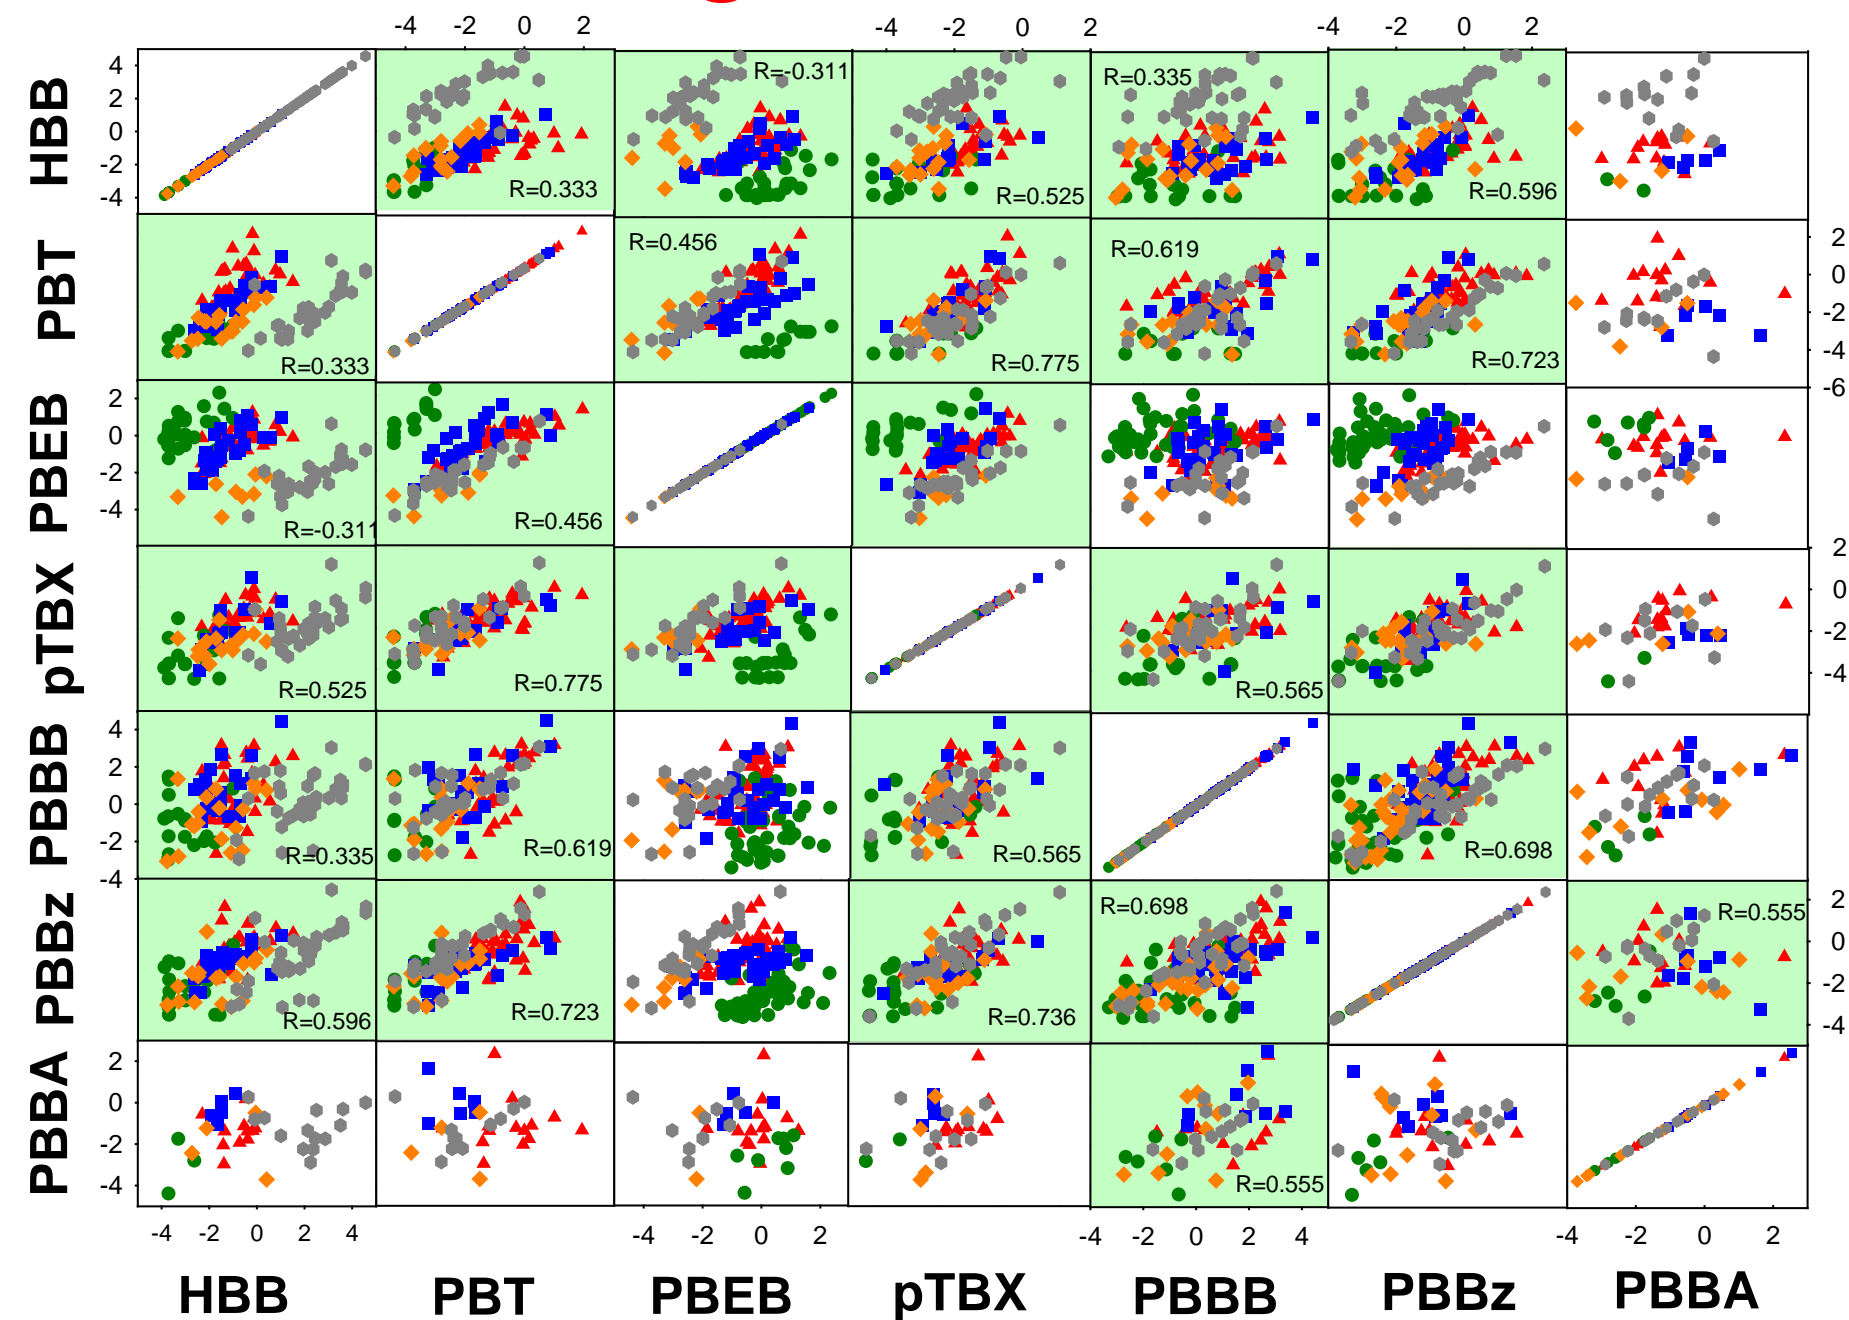 -4 -2 0 2 -4 -2 0 2 -4 -2 0 2
HBB 4 2 0 -2 -4 R=0.333 R=-0.311 R=0.525 R=0.335 R=0.596
PBT R=0.333 R=0.456 R=0.775 R=0.619 R=0.723 2 0 -2 -4 -6
PBEB 2 0 -2 -4 R=-0.311 R=0.456
pTBX R=0.525 R=0.775 R=0.565 2 0 -2 -4
PBBB 4 2 0 -2 -4 R=0.335 R=0.619 R=0.565 R=0.698
PBBz R=0.596 R=0.723 R=0.736 R=0.698 R=0.555 2 0 -2 -4
PBBA 2 0 -2 -4 R=0.555
-4 -2 0 2 4 -4 -2 0 2 -4 -2 0 2 4 -4 -2 0 2
HBB PBT PBEB pTBX PBBB PBBz PBBA